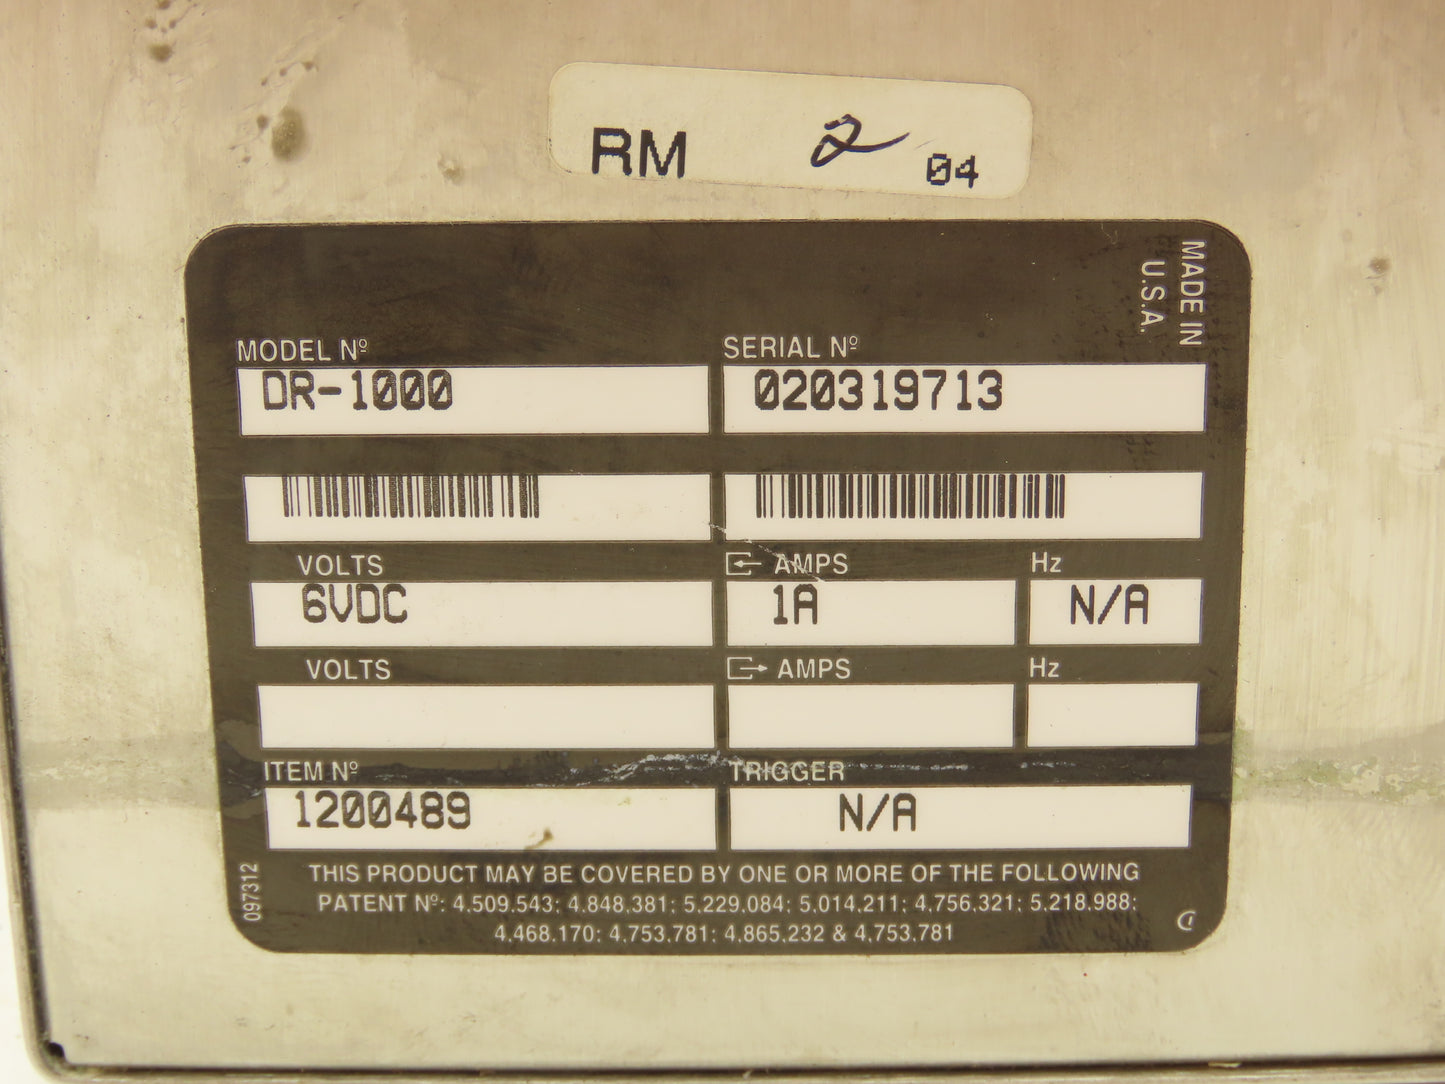 RM 2 04
MADE IN
U.S.A.
MODEL Nº SERIAL Nº
DR-1000 020319713
VOLTS AMPS Hz
6VDC 1A N/A
VOLTS AMPS Hz
ITEM Nº TRIGGER
1200489 N/A
097312
THIS PRODUCT MAY BE COVERED BY ONE OR MORE OF THE FOLLOWING
PATENT Nº: 4,509,543; 4,848,381; 5,229,084; 5,014,211; 4,756,321; 5,218,988;
4,468,170; 4,753,781; 4,865,232 & 4,753,781